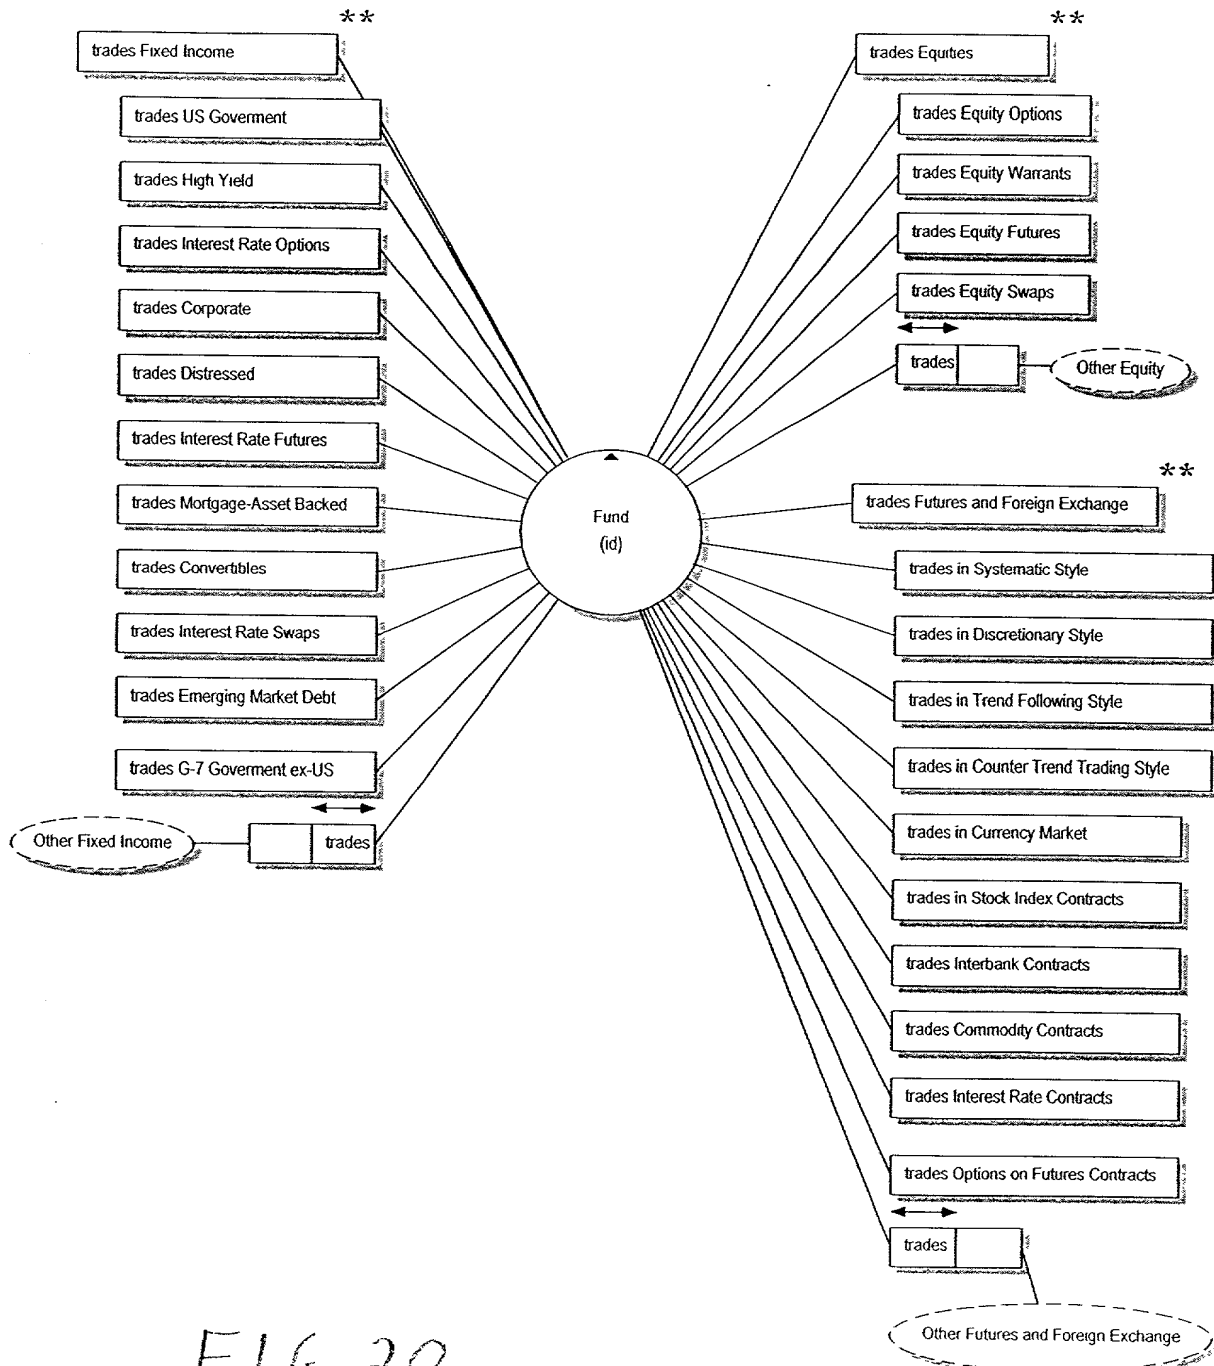 **
trades Fixed Income
trades US Goverment
trades High Yield
trades Interest Rate Options
trades Corporate
trades Distressed
trades Interest Rate Futures
trades Mortgage-Asset Backed
trades Convertibles
trades Interest Rate Swaps
trades Emerging Market Debt
trades G-7 Goverment ex-US
Other Fixed Income
trades
Fund
(id)
**
trades Equities
trades Equity Options
trades Equity Warrants
trades Equity Futures
trades Equity Swaps
trades
Other Equity
**
trades Futures and Foreign Exchange
trades in Systematic Style
trades in Discretionary Style
trades in Trend Following Style
trades in Counter Trend Trading Style
trades in Currency Market
trades in Stock Index Contracts
trades Interbank Contracts
trades Commodity Contracts
trades Interest Rate Contracts
trades Options on Futures Contracts
trades
Other Futures and Foreign Exchange
FIG. 20